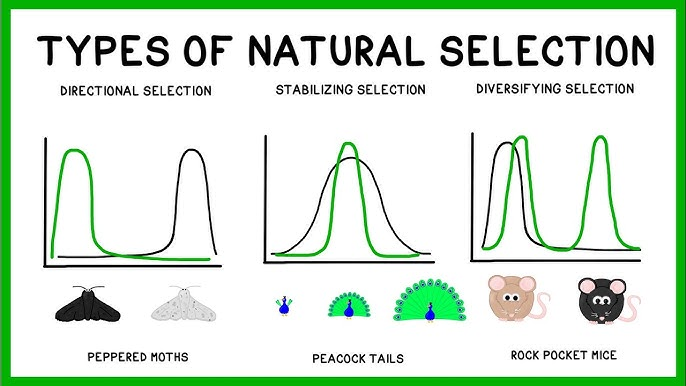 TYPES OF NATURAL SELECTION
DIRECTIONAL SELECTION
STABILIZING SELECTION
DIVERSIFYING SELECTION
PEPPERED MOTHS
PEACOCK TAILS
ROCK POCKET MICE